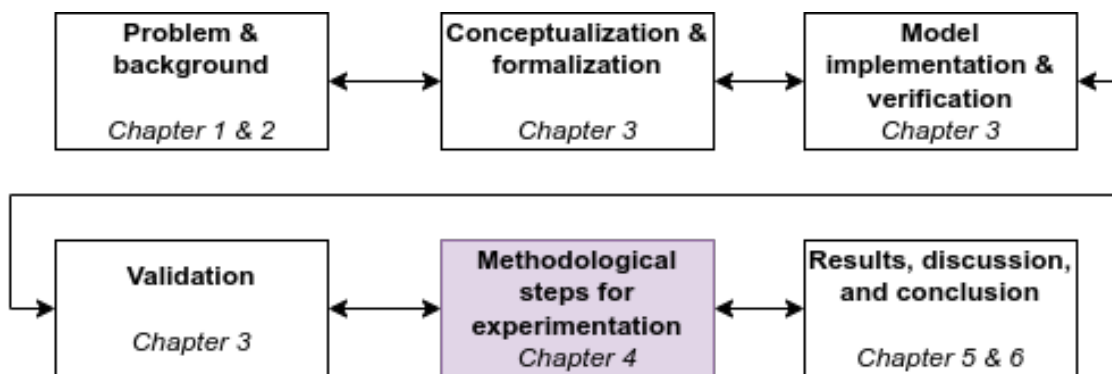 Problem &
background
Chapter 1 & 2
Conceptualization &
formalization
Chapter 3
Model
implementation &
verification
Chapter 3
Validation
Chapter 3
Methodological
steps for
experimentation
Chapter 4
Results, discussion,
and conclusion
Chapter 5 & 6